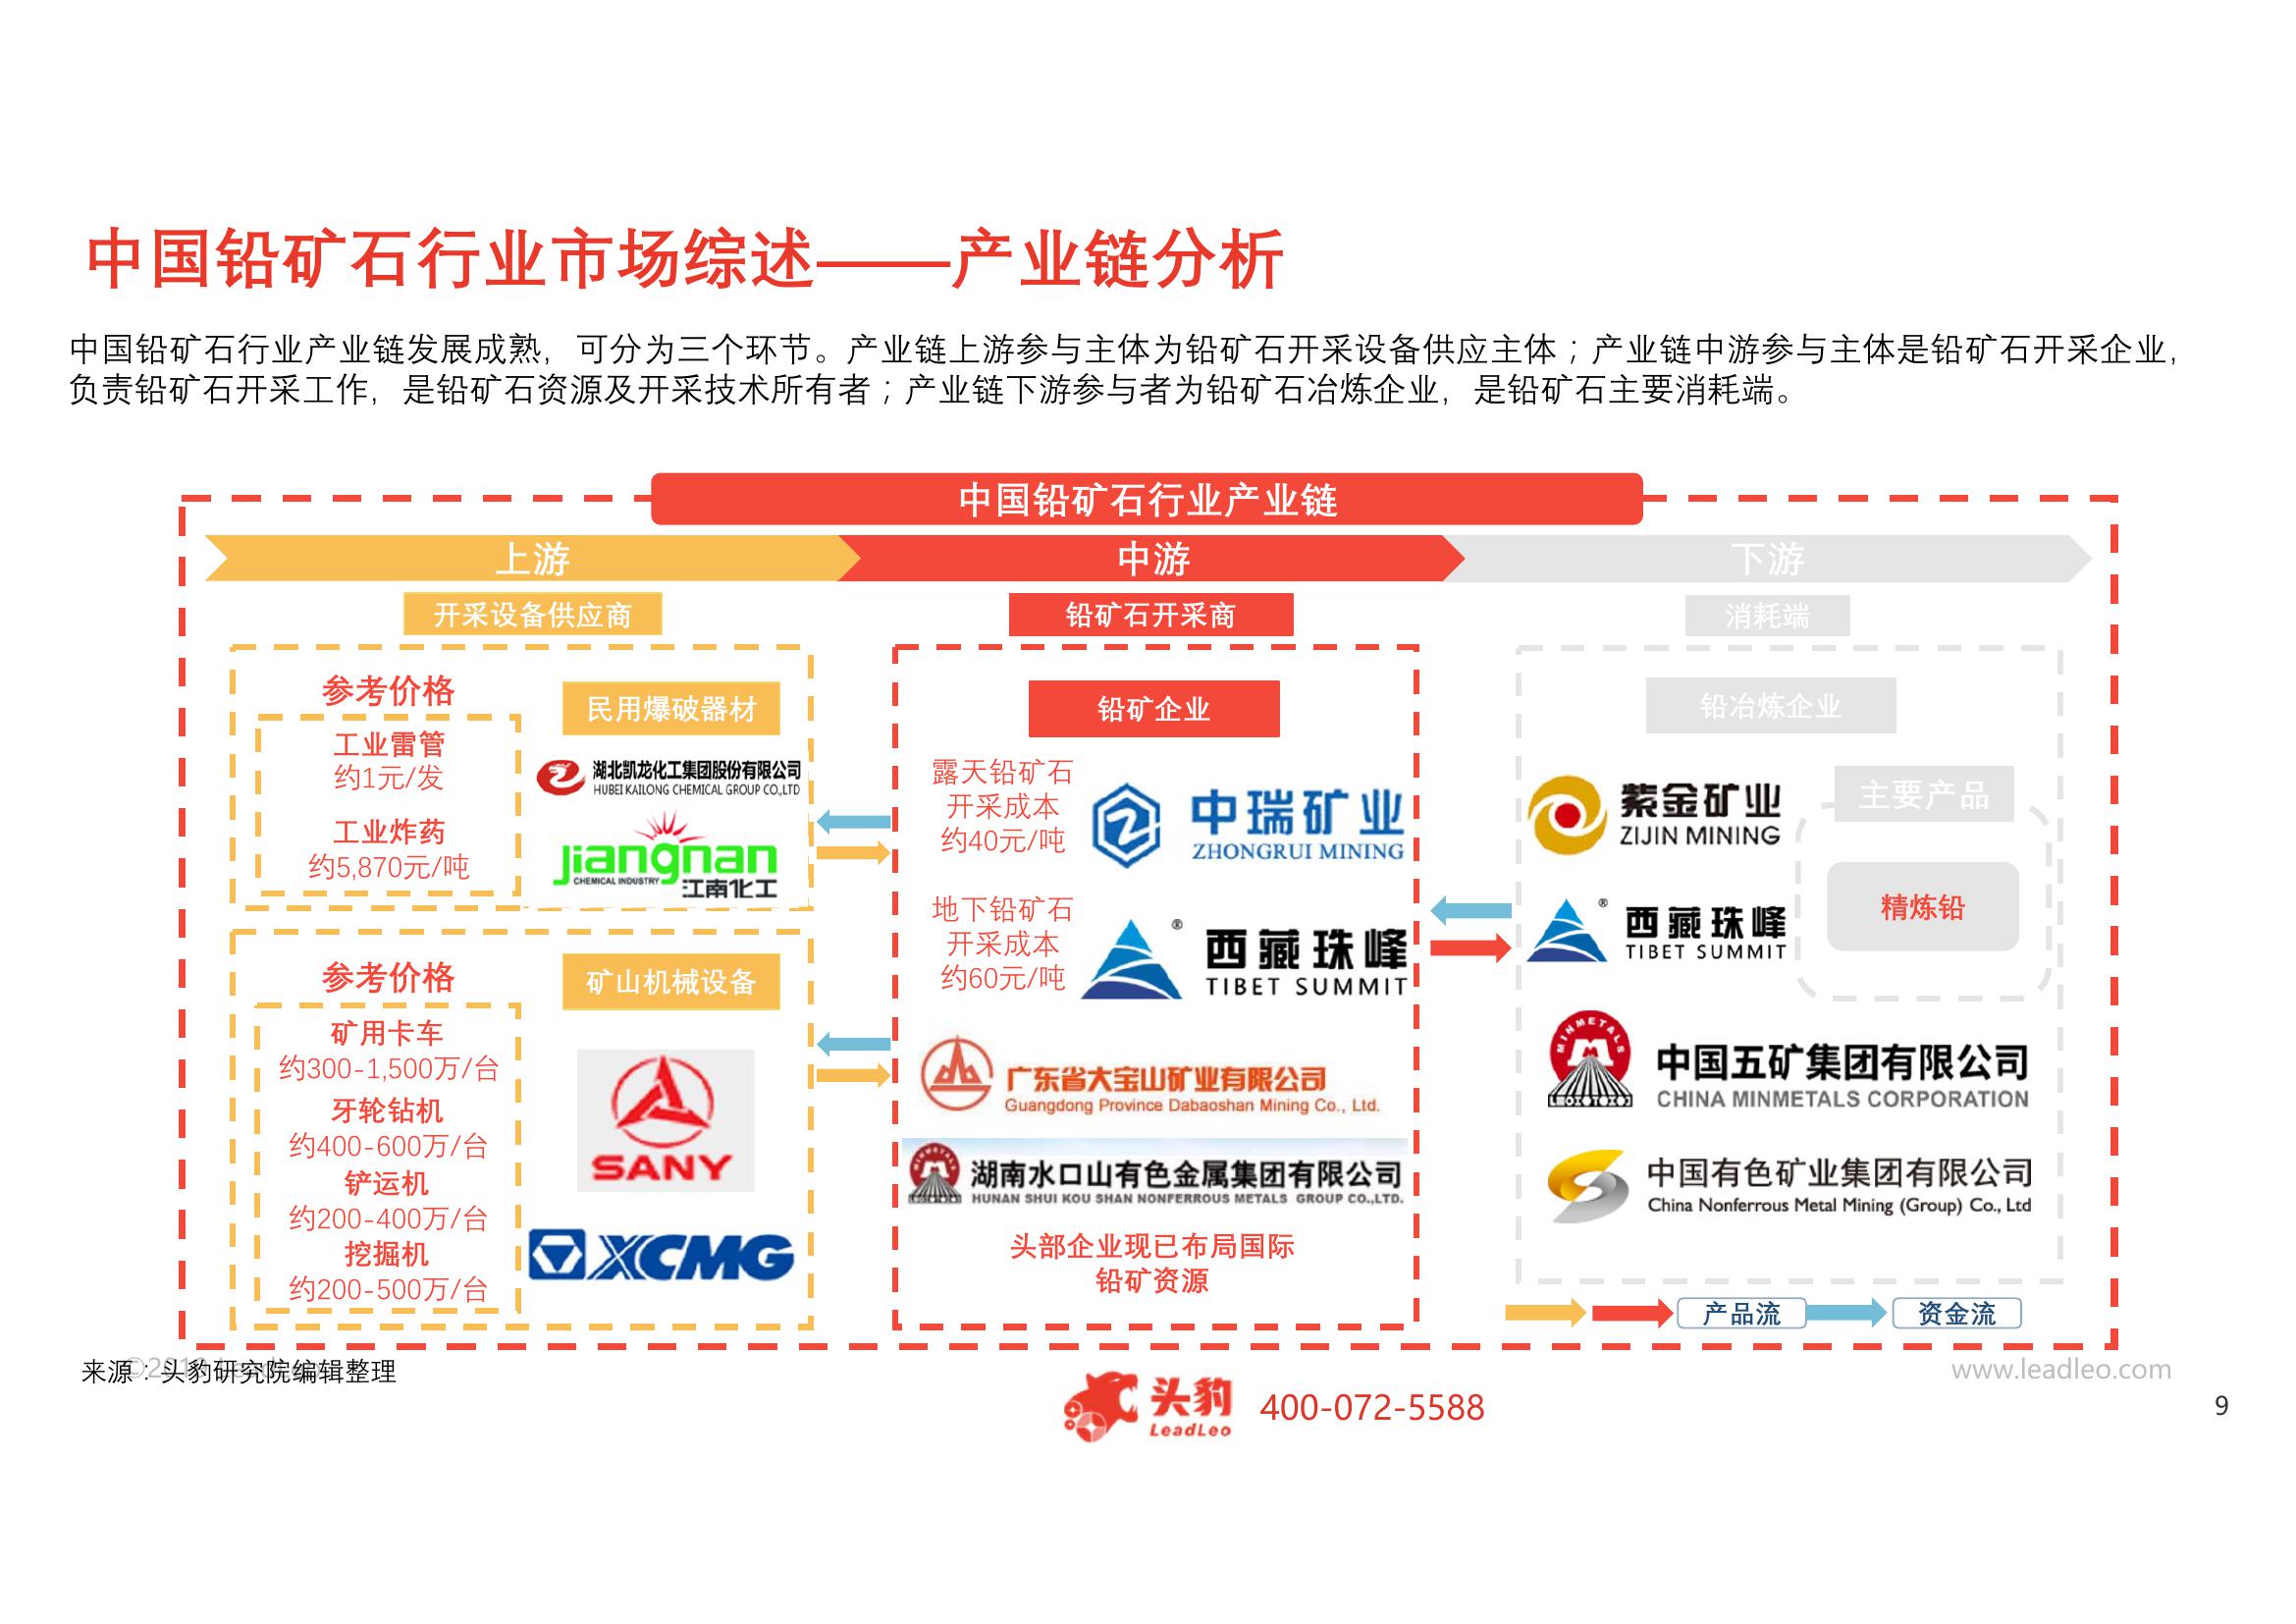 中国铅矿石行业市场综述——产业链分析
中国铅矿石行业产业链发展成熟，可分为三个环节。产业链上游参与主体为铅矿石开采设备供应主体；产业链中游参与主体是铅矿石开采企业，
负责铅矿石开采工作，是铅矿石资源及开采技术所有者；产业链下游参与者为铅矿石冶炼企业，是铅矿石主要消耗端。
中国铅矿石行业产业链
上游
中游
下游
开采设备供应商
铅矿石开采商
消耗端
参考价格
工业雷管
约1元/发
工业炸药
约5,870元/吨
民用爆破器材
湖北凯龙化工集团股份有限公司
HUBEI KAILONG CHEMICAL GROUP CO.,LTD
Jiangnan
CHEMICAL INDUSTRY
江南化工
参考价格
矿用卡车
约300-1,500万/台
牙轮钻机
约400-600万/台
铲运机
约200-400万/台
挖掘机
约200-500万/台
矿山机械设备
SANY
XCMG
铅矿企业
露天铅矿石
开采成本
约40元/吨
中瑞矿业
ZHONGRUI MINING
地下铅矿石
开采成本
约60元/吨
®
西藏珠峰
TIBET SUMMIT
广东省大宝山矿业有限公司
Guangdong Province Dabaoshan Mining Co., Ltd.
湖南水口山有色金属集团有限公司
HUNAN SHUI KOU SHAN NONFERROUS METALS GROUP CO.,LTD.
头部企业现已布局国际
铅矿资源
铅冶炼企业
紫金矿业
ZIJIN MINING
主要产品
精炼铅
®
西藏珠峰
TIBET SUMMIT
MINMETALS
中国五矿集团有限公司
CHINA MINMETALS CORPORATION
中国有色矿业集团有限公司
China Nonferrous Metal Mining (Group) Co., Ltd
产品流
资金流
来源：头豹研究院编辑整理
www.leadleo.com
头豹
LeadLeo
400-072-5588
9